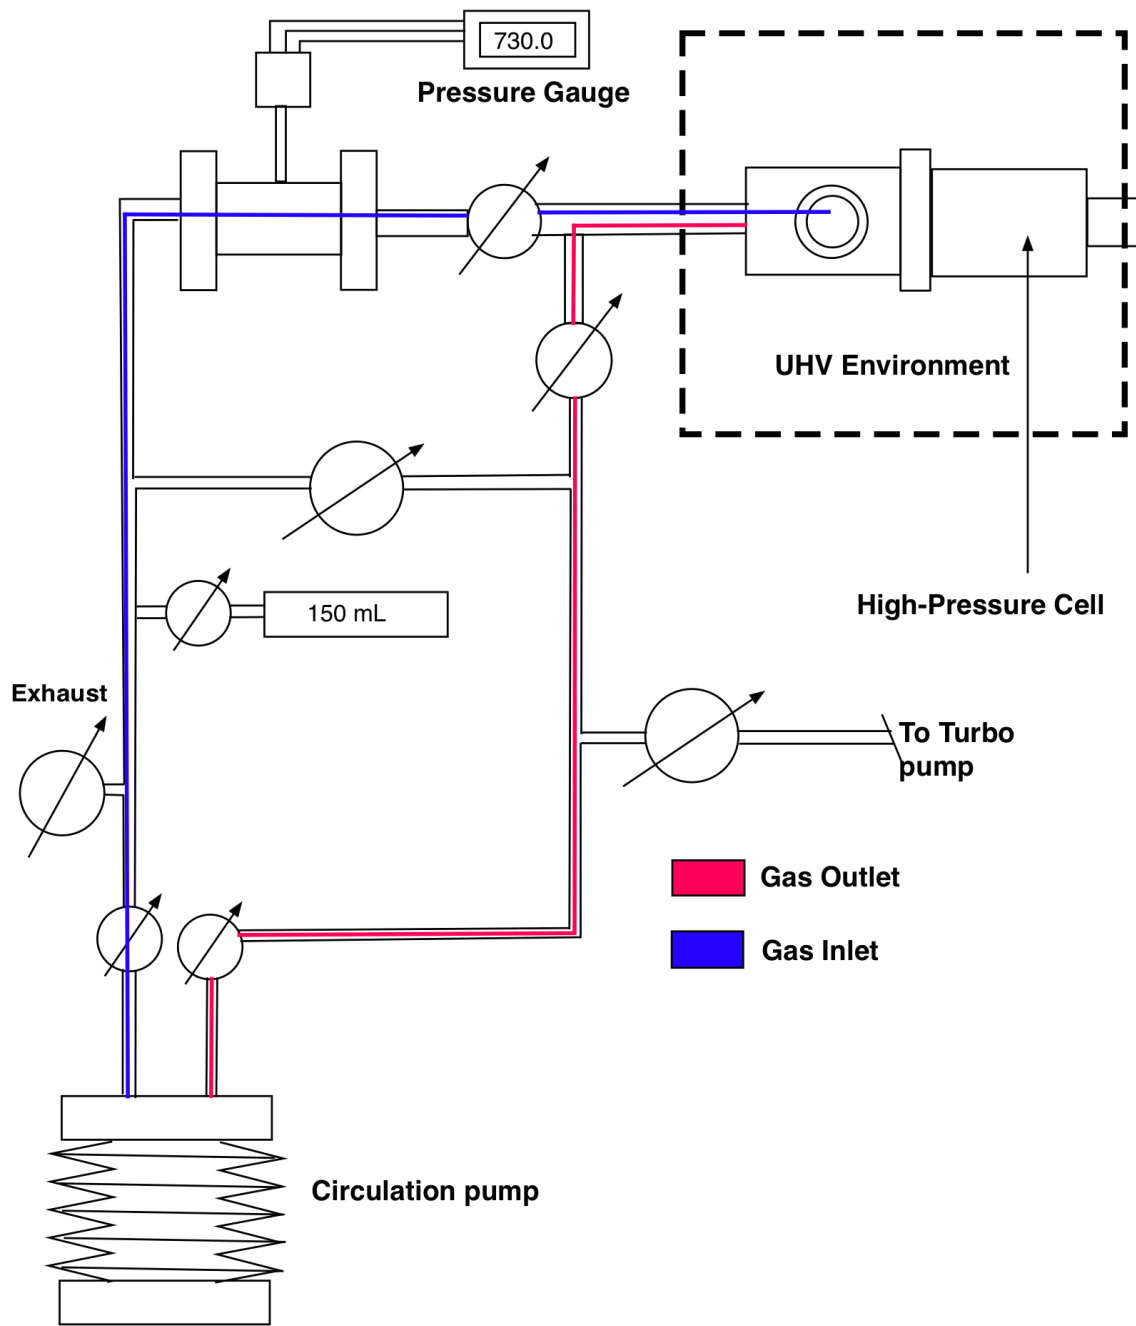 730.0
Pressure Gauge
UHV Environment
High-Pressure Cell
150 mL
Exhaust
To Turbo
pump
Gas Outlet
Gas Inlet
Circulation pump